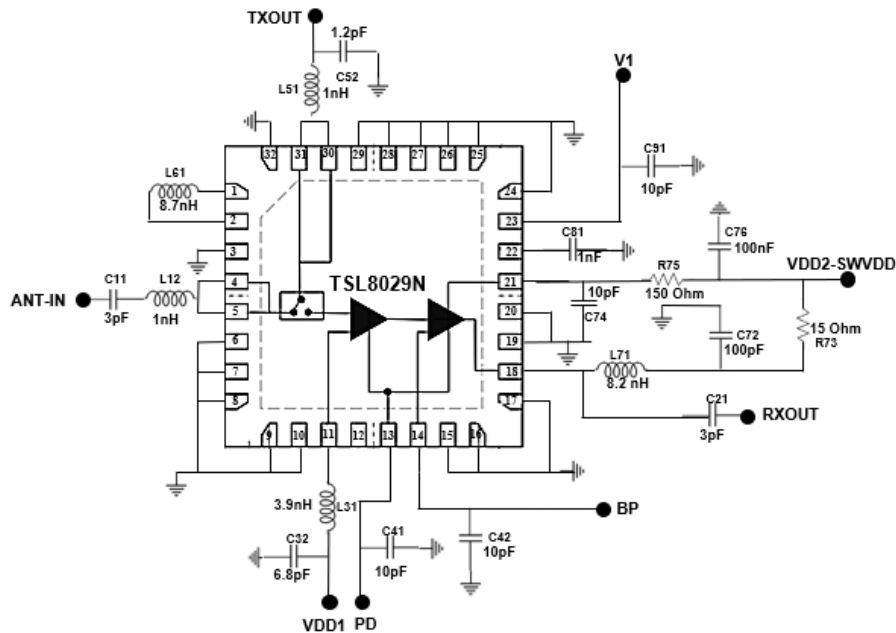 TXOUT
1.2pF
C52
L51
1nH
V1
32
31
30
29
28
27
26
25
C91
10pF
L61
8.7nH
1
2
3
4
5
6
7
8
24
23
22
21
20
19
18
17
C81
1nF
C76
100nF
R75
150 Ohm
VDD2-SWVDD
C11
3pF
L12
1nH
ANT-IN
TSL8029N
10pF
C74
C72
100pF
15 Ohm
R73
L71
8.2 nH
C21
3pF
RXOUT
9
10
11
12
13
14
15
16
3.9nH
L31
C32
6.8pF
C41
10pF
C42
10pF
BP
VDD1
PD